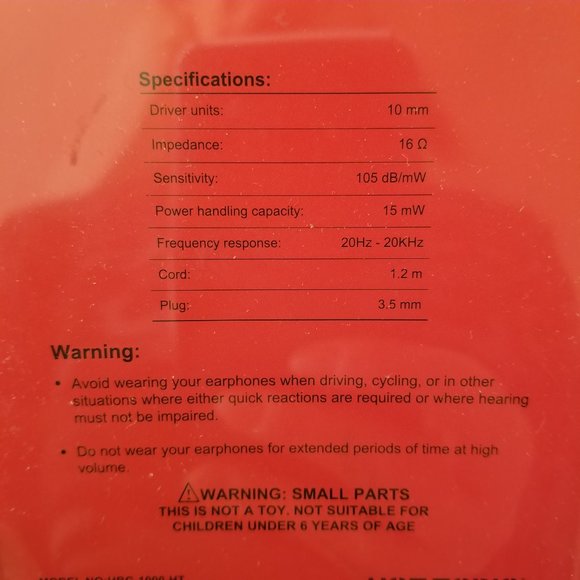 Specifications:
Driver units: 10 mm
Impedance: 16 Ω
Sensitivity: 105 dB/mW
Power handling capacity: 15 mW
Frequency response: 20Hz - 20KHz
Cord: 1.2 m
Plug: 3.5 mm
Warning:
• Avoid wearing your earphones when driving, cycling, or in other
situations where either quick reactions are required or where hearing
must not be impaired.
• Do not wear your earphones for extended periods of time at high
volume.
⚠WARNING: SMALL PARTS
THIS IS NOT A TOY. NOT SUITABLE FOR
CHILDREN UNDER 6 YEARS OF AGE